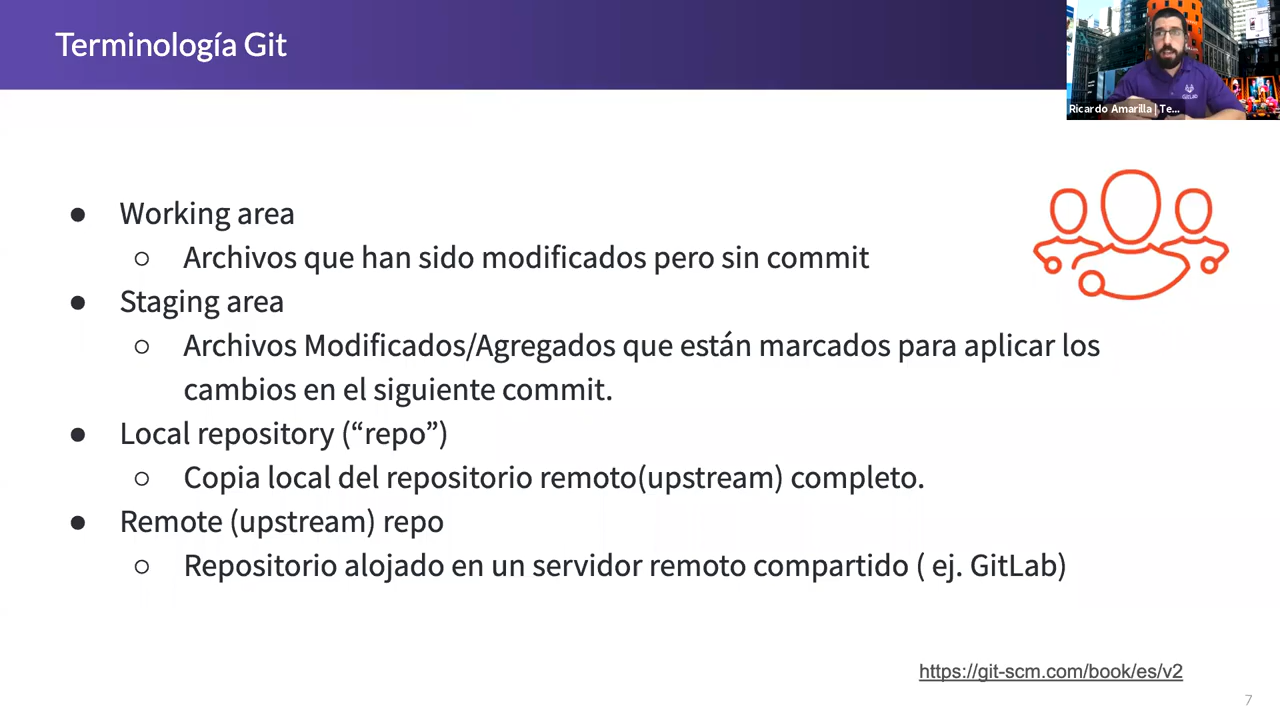 Terminología Git
Ricardo Amarilla | Te...
● Working area
○ Archivos que han sido modificados pero sin commit
● Staging area
○ Archivos Modificados/Agregados que están marcados para aplicar los
cambios en el siguiente commit.
● Local repository (“repo”)
○ Copia local del repositorio remoto(upstream) completo.
● Remote (upstream) repo
○ Repositorio alojado en un servidor remoto compartido ( ej. GitLab)
https://git-scm.com/book/es/v2
7